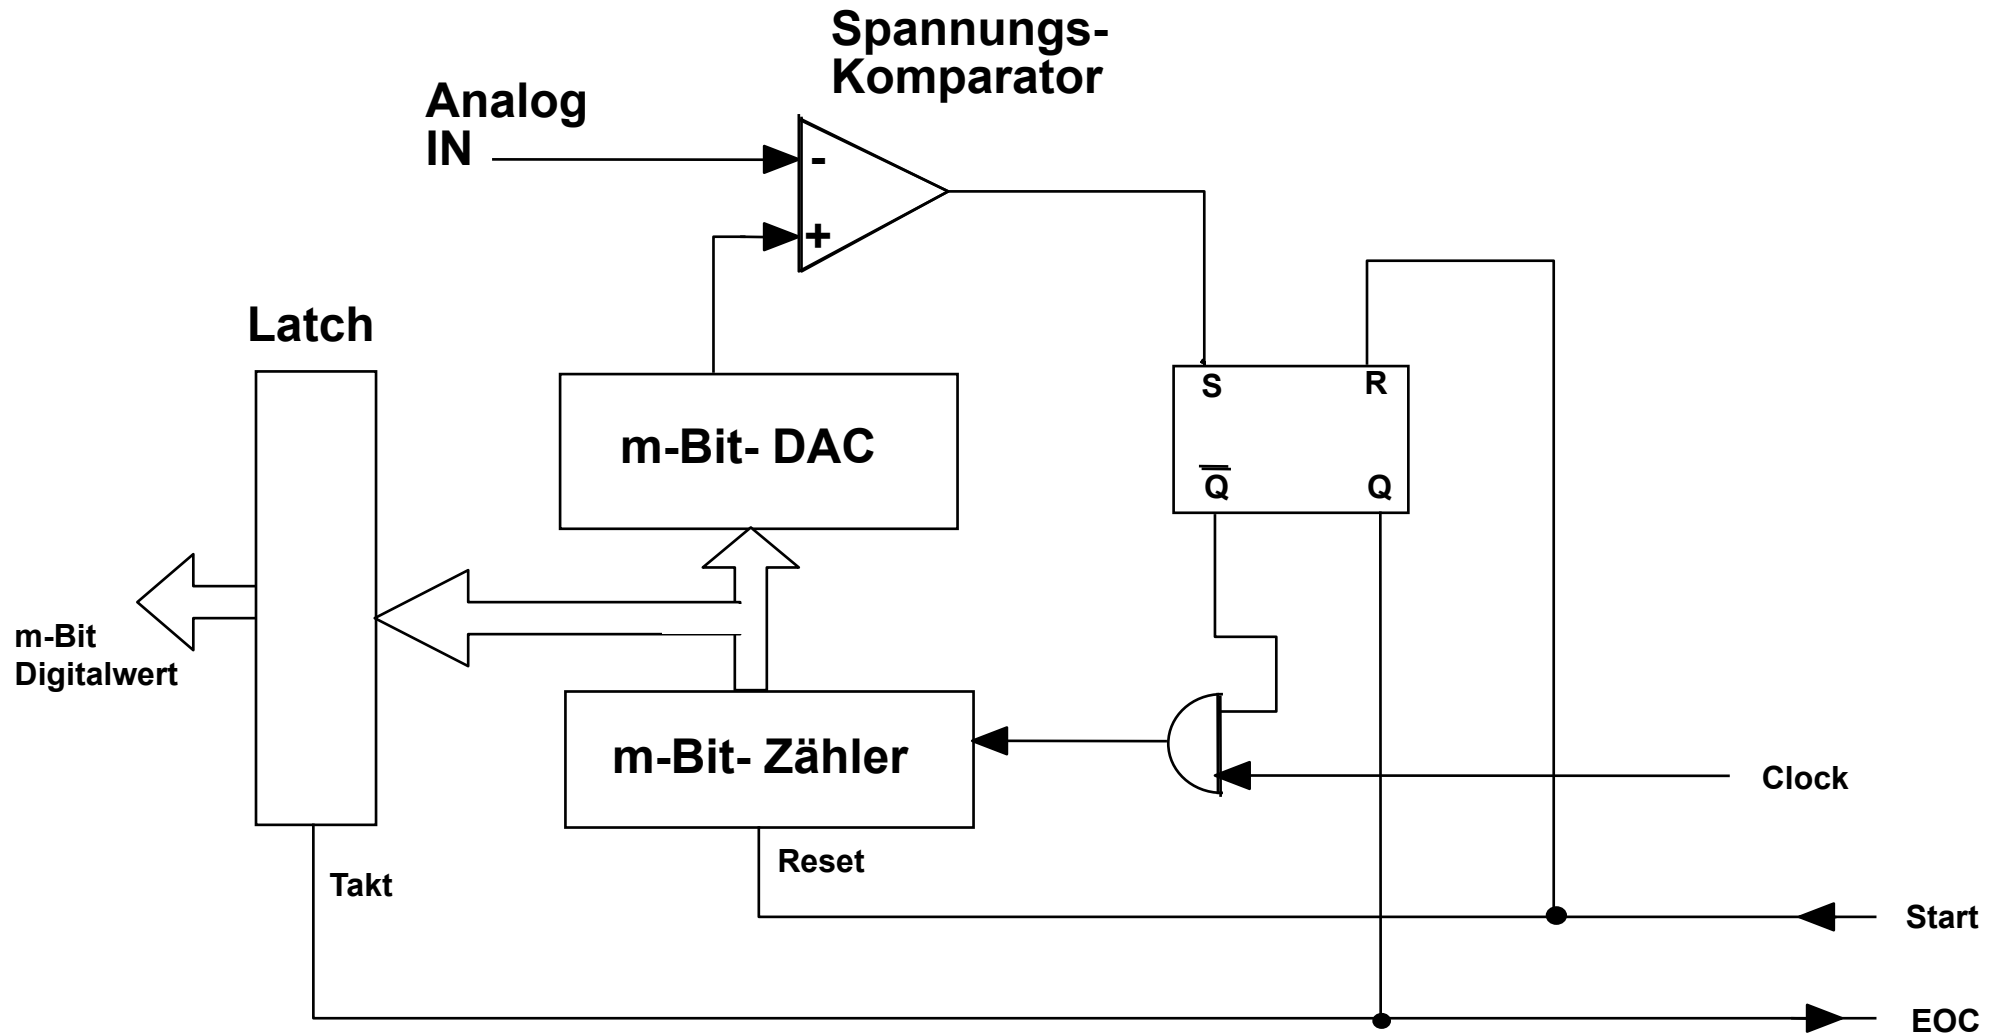 Spannungs-
Komparator
Analog
IN
-
+
Latch
S
R
m-Bit- DAC
Q
Q
m-Bit
Digitalwert
m-Bit- Zähler
Clock
Reset
Takt
Start
EOC